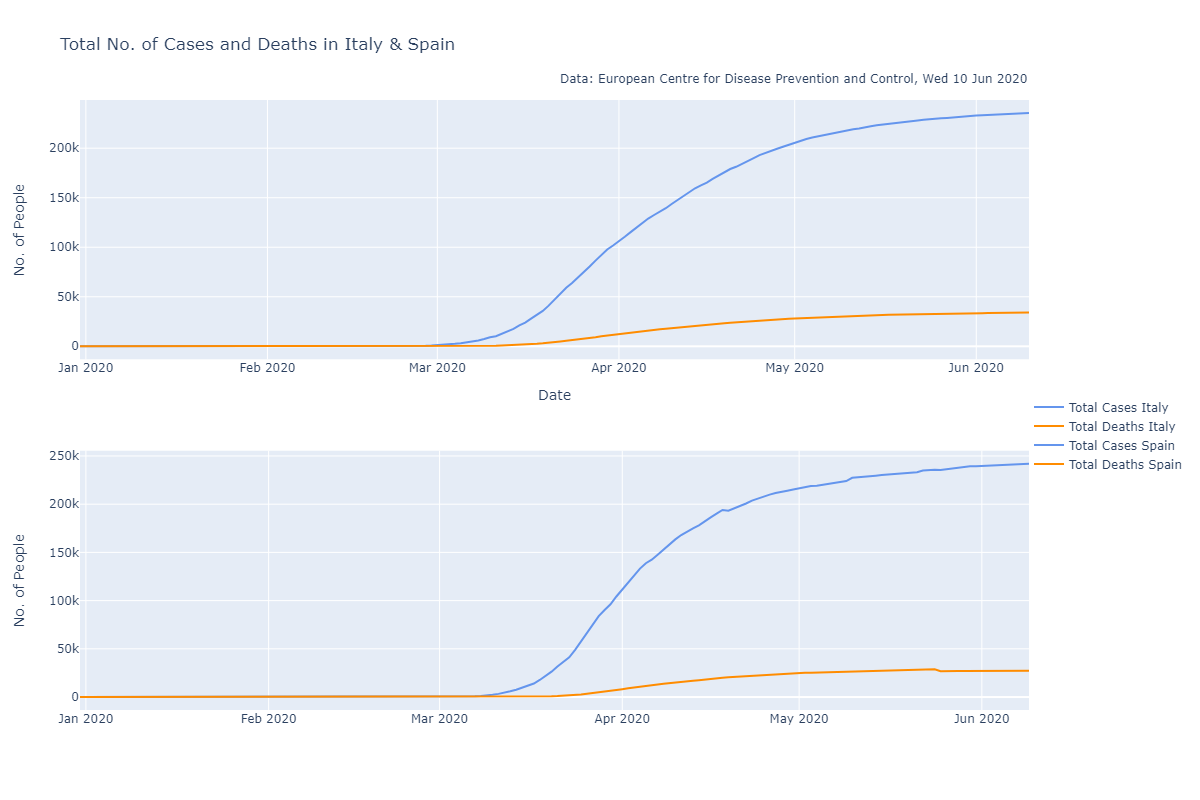 Total No. of Cases and Deaths in Italy & Spain
Data: European Centre for Disease Prevention and Control, Wed 10 Jun 2020
No. of People
200k
150k
100k
50k
0
Jan 2020 Feb 2020 Mar 2020 Apr 2020 May 2020 Jun 2020
Date
Total Cases Italy
Total Deaths Italy
Total Cases Spain
Total Deaths Spain
No. of People
250k
200k
150k
100k
50k
0
Jan 2020 Feb 2020 Mar 2020 Apr 2020 May 2020 Jun 2020